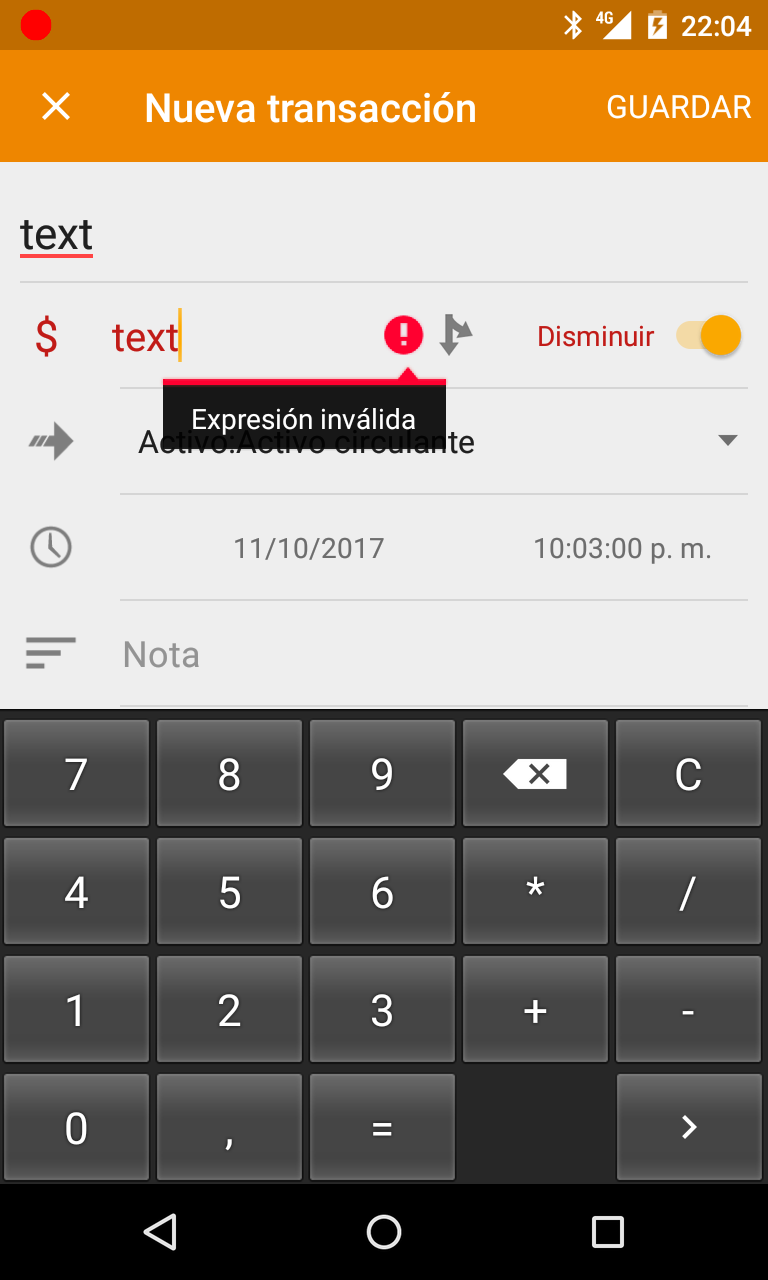 4G 22:04
Nueva transacción GUARDAR
text
$ text Disminuir
Expresión inválida
Activo:Activo circulante
11/10/2017 10:03:00 p. m.
Nota
7 8 9 C
4 5 6 * /
1 2 3 + -
0 , = >